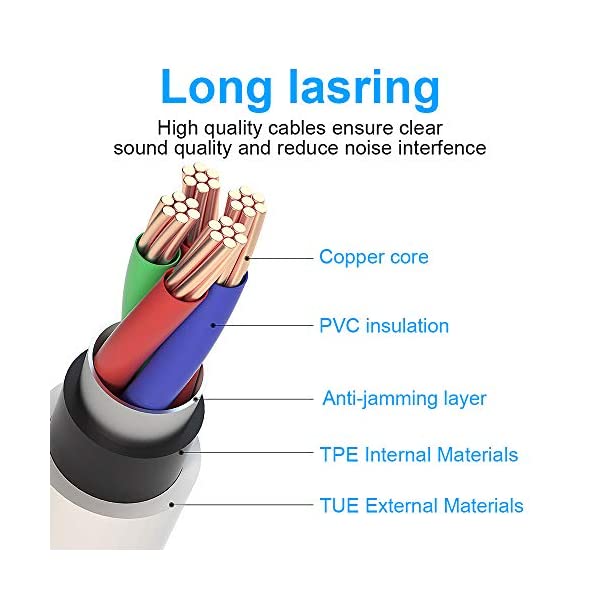 Long lasring
High quality cables ensure clear
sound quality and reduce noise interfence
Copper core
PVC insulation
Anti-jamming layer
TPE Internal Materials
TUE External Materials